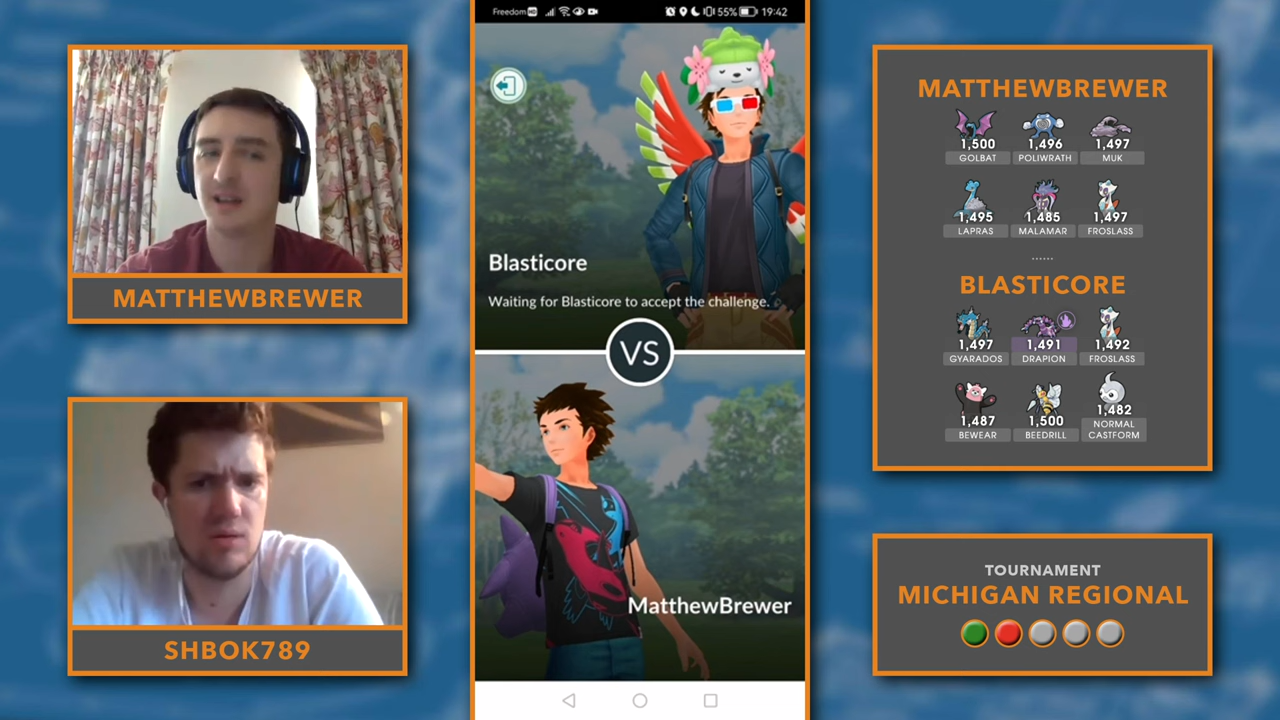 MATTHEWBREWER
SHBOK789
Freedom HD
55% 19:42
Blasticore
Waiting for Blasticore to accept the challenge.
VS
MatthewBrewer
MATTHEWBREWER
1,500 1,496 1,497
GOLBAT POLIWRATH MUK
1,495 1,485 1,497
LAPRAS MALAMAR FROSLASS
......
BLASTICORE
1,497 1,491 1,492
GYARADOS DRAPION FROSLASS
1,487 1,500 1,482
BEWEAR BEEDRILL NORMAL
CASTFORM
TOURNAMENT
MICHIGAN REGIONAL